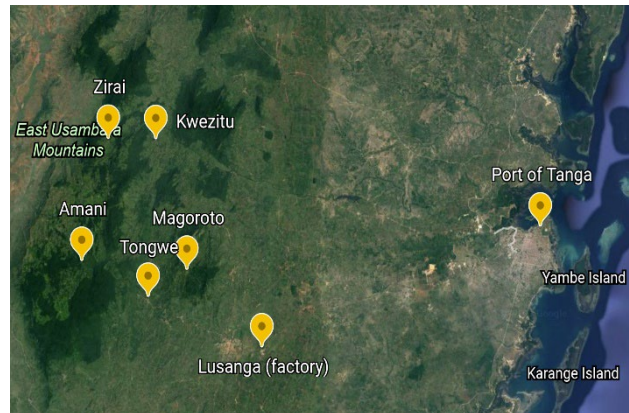 Zirai
Kwezitu
East Usambara
Mountains
Port of Tanga
Amani
Magoroto
Tongwe
Yambe Island
Lusanga (factory)
Karange Island